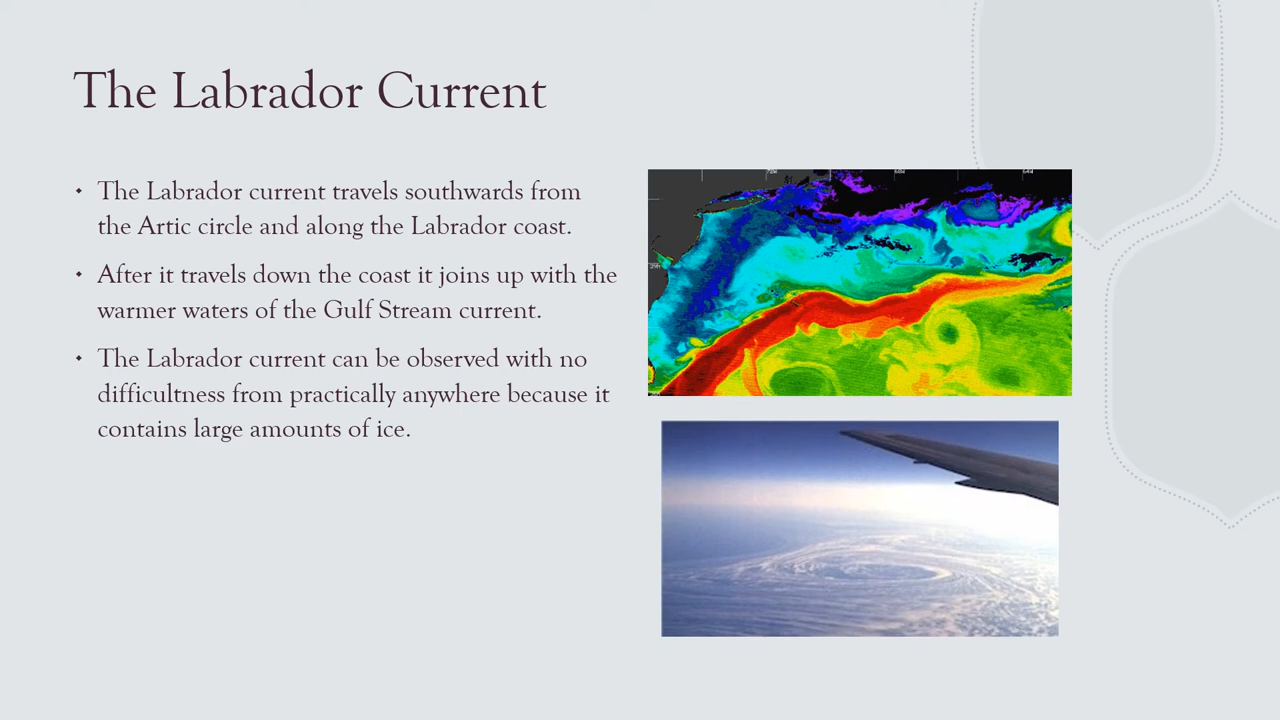 The Labrador Current
• The Labrador current travels southwards from
the Artic circle and along the Labrador coast.
• After it travels down the coast it joins up with the
warmer waters of the Gulf Stream current.
• The Labrador current can be observed with no
difficultness from practically anywhere because it
contains large amounts of ice.